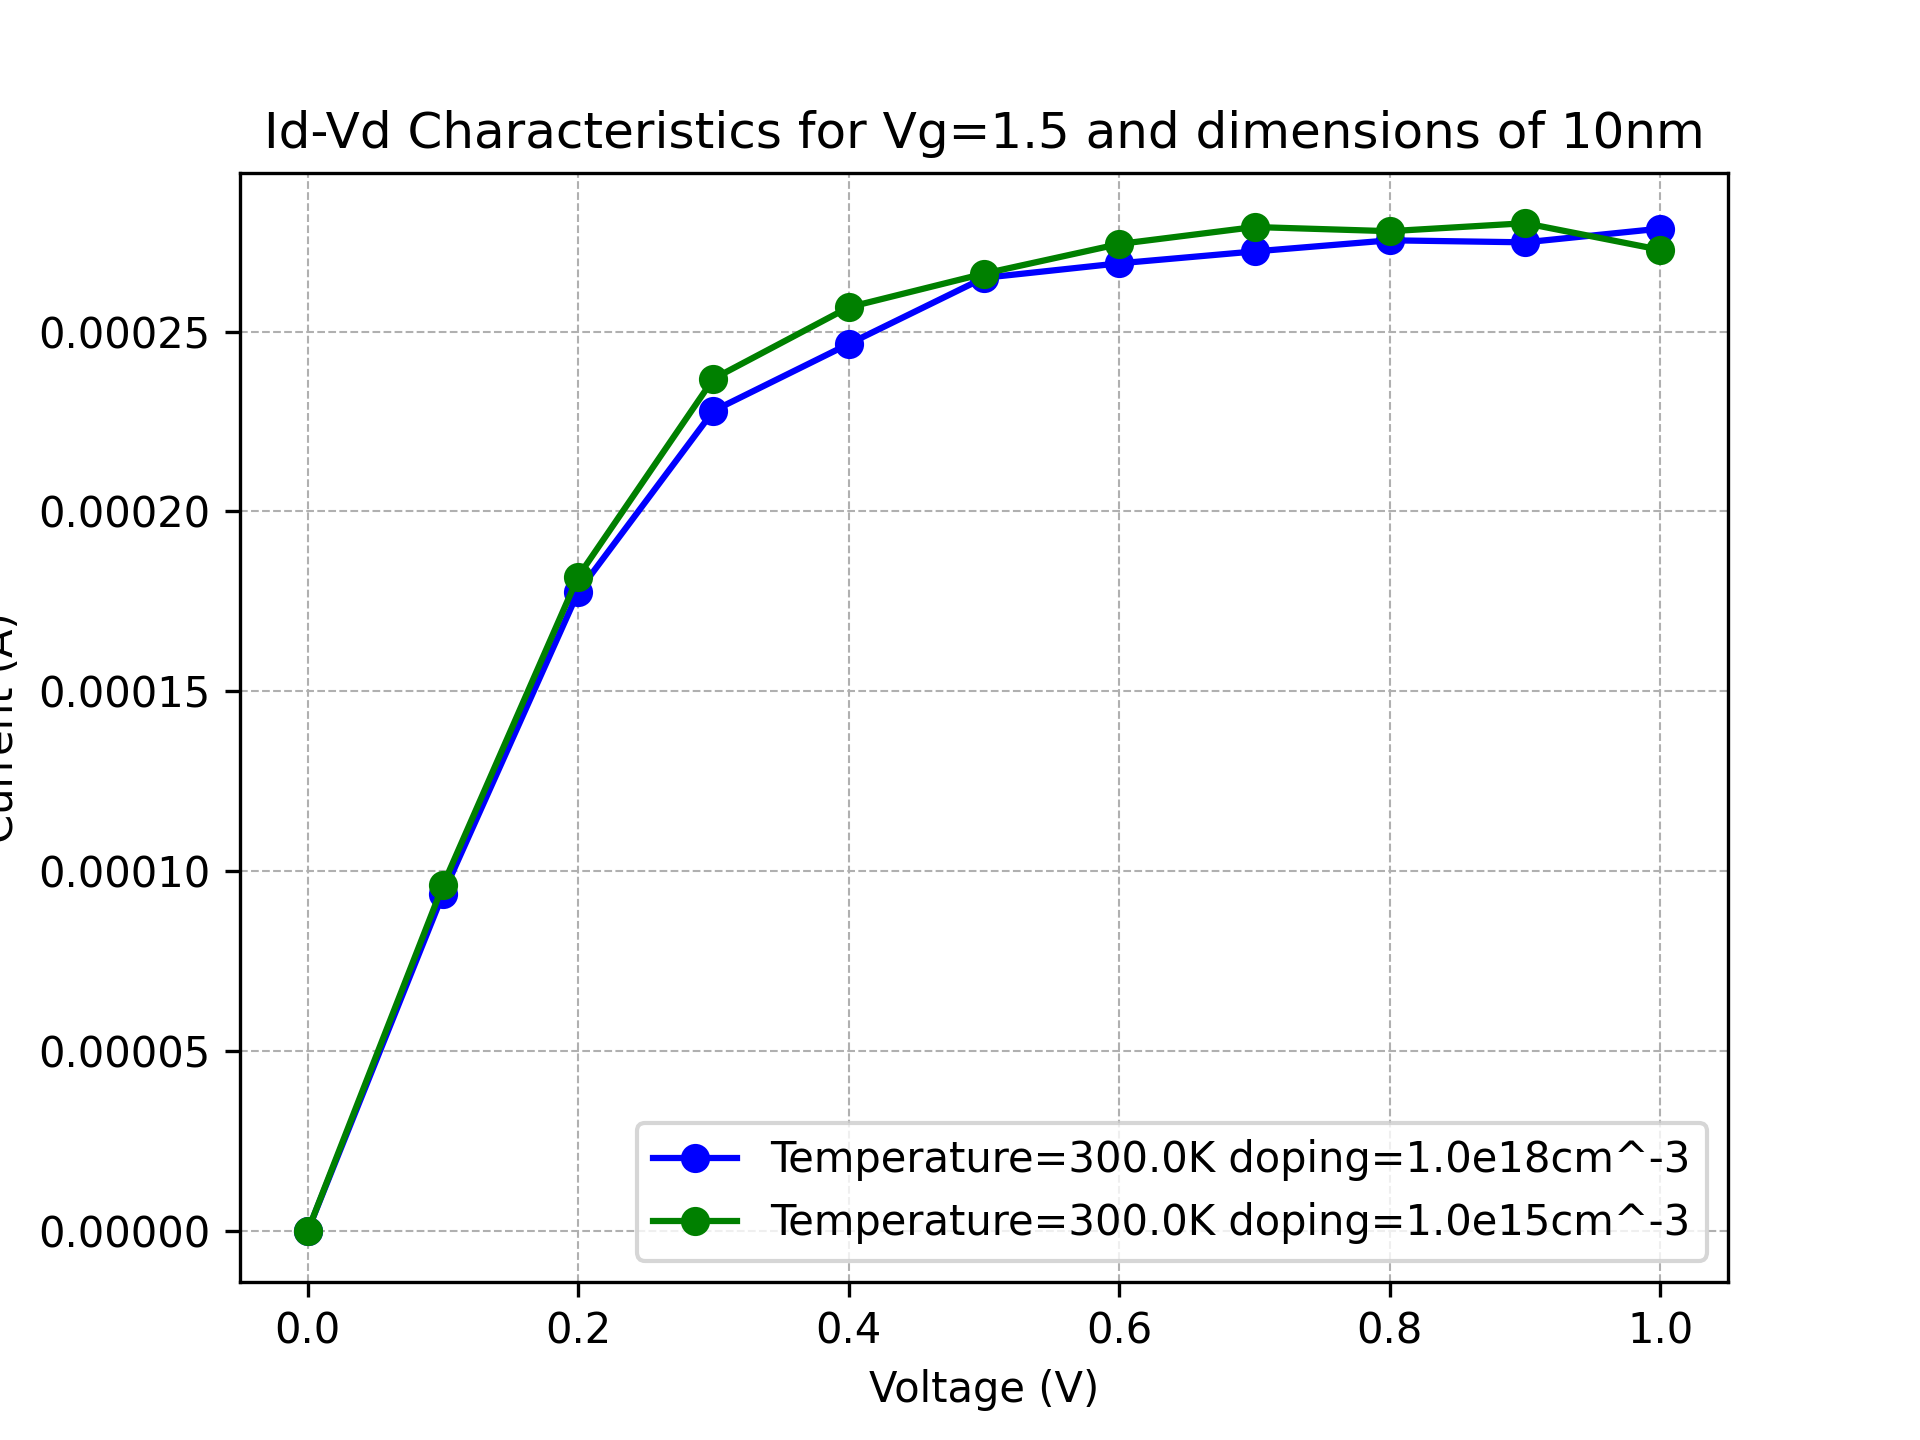 Id-Vd Characteristics for Vg=1.5 and dimensions of 10nm
Current (A)
0.00025
0.00020
0.00015
0.00010
0.00005
0.00000
Temperature=300.0K doping=1.0e18cm^-3
Temperature=300.0K doping=1.0e15cm^-3
0.0 0.2 0.4 0.6 0.8 1.0
Voltage (V)